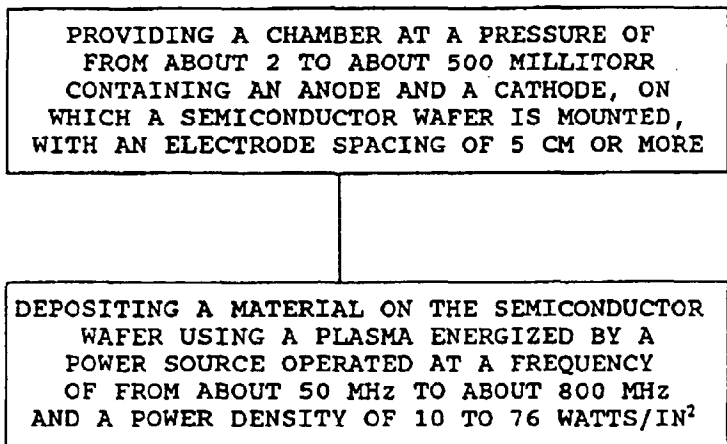 PROVIDING A CHAMBER AT A PRESSURE OF
FROM ABOUT 2 TO ABOUT 500 MILLITORR
CONTAINING AN ANODE AND A CATHODE, ON
WHICH A SEMICONDUCTOR WAFER IS MOUNTED,
WITH AN ELECTRODE SPACING OF 5 CM OR MORE
DEPOSITING A MATERIAL ON THE SEMICONDUCTOR
WAFER USING A PLASMA ENERGIZED BY A
POWER SOURCE OPERATED AT A FREQUENCY
OF FROM ABOUT 50 MHz TO ABOUT 800 MHz
AND A POWER DENSITY OF 10 TO 76 WATTS/IN²